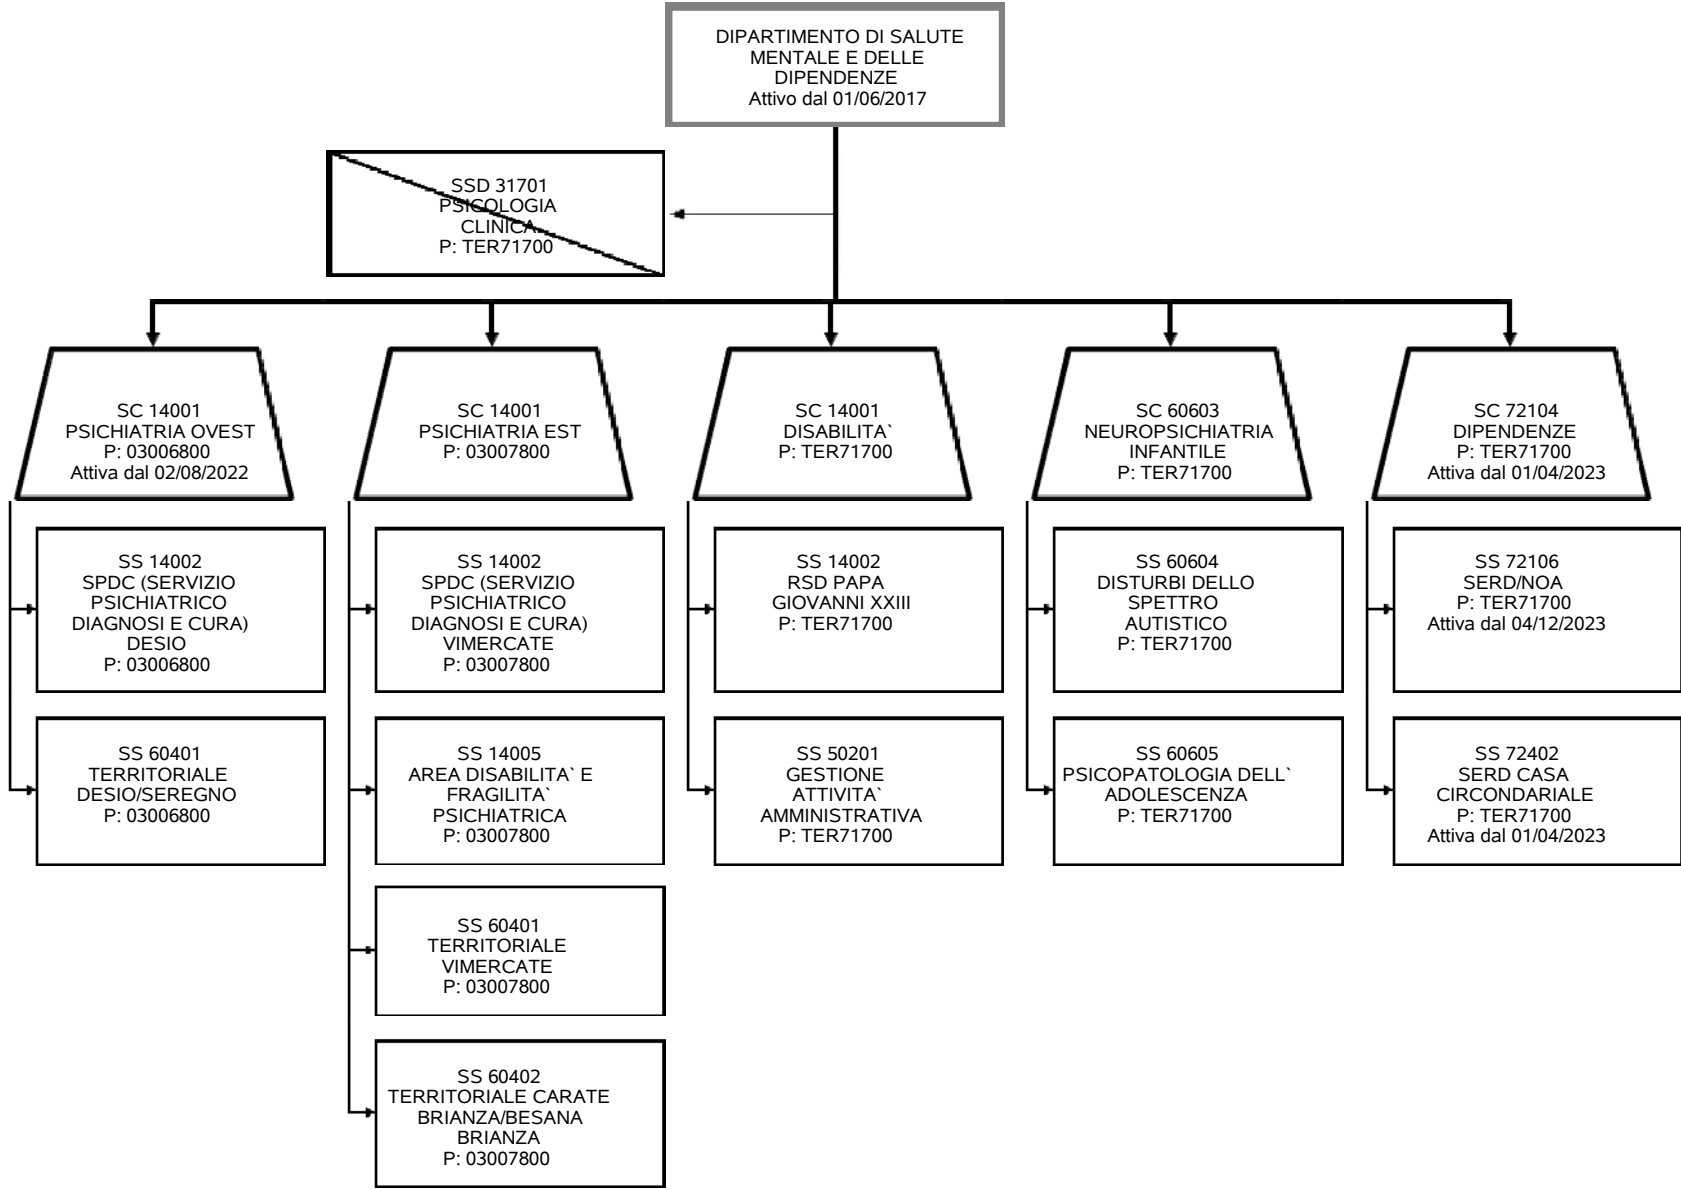 DIPARTIMENTO DI SALUTE
MENTALE E DELLE
DIPENDENZE
Attivo dal 01/06/2017
SSD 31701
PSICOLOGIA
CLINICA
P: TER71700
SC 14001
PSICHIATRIA OVEST
P: 03006800
Attiva dal 02/08/2022
SC 14001
PSICHIATRIA EST
P: 03007800
SC 14001
DISABILITA`
P: TER71700
SC 60603
NEUROPSICHIATRIA
INFANTILE
P: TER71700
SC 72104
DIPENDENZE
P: TER71700
Attiva dal 01/04/2023
SS 14002
SPDC (SERVIZIO
PSICHIATRICO
DIAGNOSI E CURA)
DESIO
P: 03006800
SS 14002
SPDC (SERVIZIO
PSICHIATRICO
DIAGNOSI E CURA)
VIMERCATE
P: 03007800
SS 14002
RSD PAPA
GIOVANNI XXIII
P: TER71700
SS 60604
DISTURBI DELLO
SPETTRO
AUTISTICO
P: TER71700
SS 72106
SERD/NOA
P: TER71700
Attiva dal 04/12/2023
SS 60401
TERRITORIALE
DESIO/SEREGNO
P: 03006800
SS 14005
AREA DISABILITA` E
FRAGILITA`
PSICHIATRICA
P: 03007800
SS 50201
GESTIONE
ATTIVITA`
AMMINISTRATIVA
P: TER71700
SS 60605
PSICOPATOLOGIA DELL`
ADOLESCENZA
P: TER71700
SS 72402
SERD CASA
CIRCONDARIALE
P: TER71700
Attiva dal 01/04/2023
SS 60401
TERRITORIALE
VIMERCATE
P: 03007800
SS 60402
TERRITORIALE CARATE
BRIANZA/BESANA
BRIANZA
P: 03007800